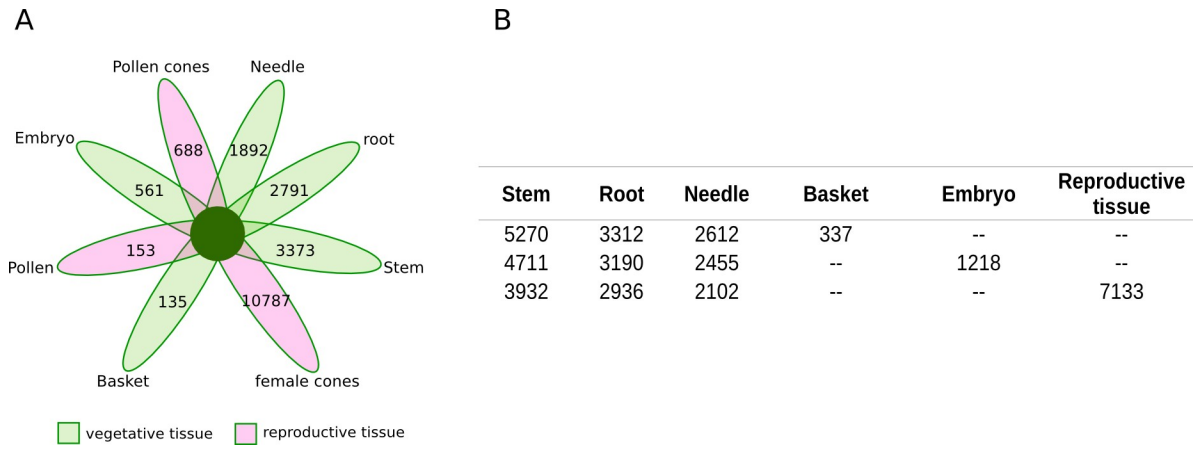 A
B
Pollen cones
Needle
Embryo
root
688
1892
561
2791
153
3373
Pollen
Stem
135
10787
Basket
female cones
vegetative tissue
reproductive tissue
Stem Root Needle Basket Embryo Reproductive
tissue
5270 3312 2612 337 -- --
4711 3190 2455 -- 1218 --
3932 2936 2102 -- -- 7133